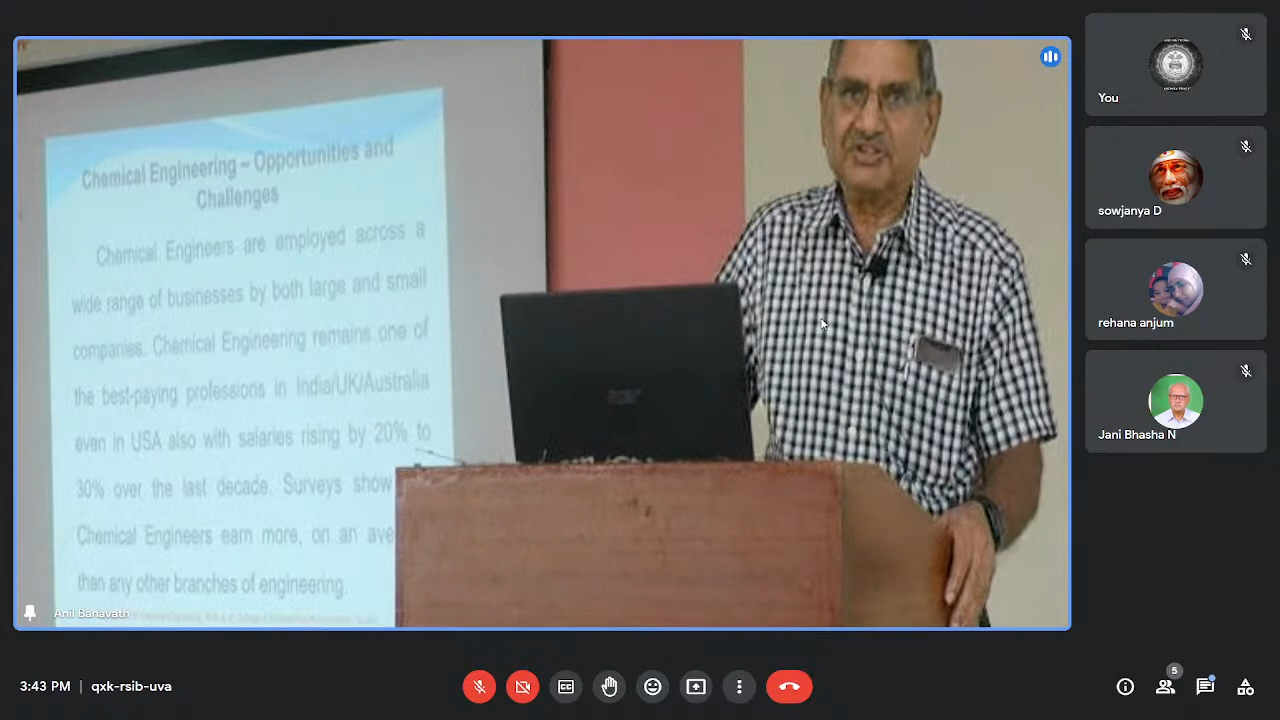 Chemical Engineering – Opportunities and
Challenges
Chemical Engineers are employed across a
wide range of businesses by both large and small
companies. Chemical Engineering remains one of
the best-paying professions in India/UK/Australia
even in USA also with salaries rising by 20% to
30% over the last decade. Surveys show
Chemical Engineers earn more, on an ave
than any other branches of engineering.
acer
Anil Banavath
You
sowjanya D
rehana anjum
Jani Bhasha N
3:43 PM | qxk-rsib-uva
5